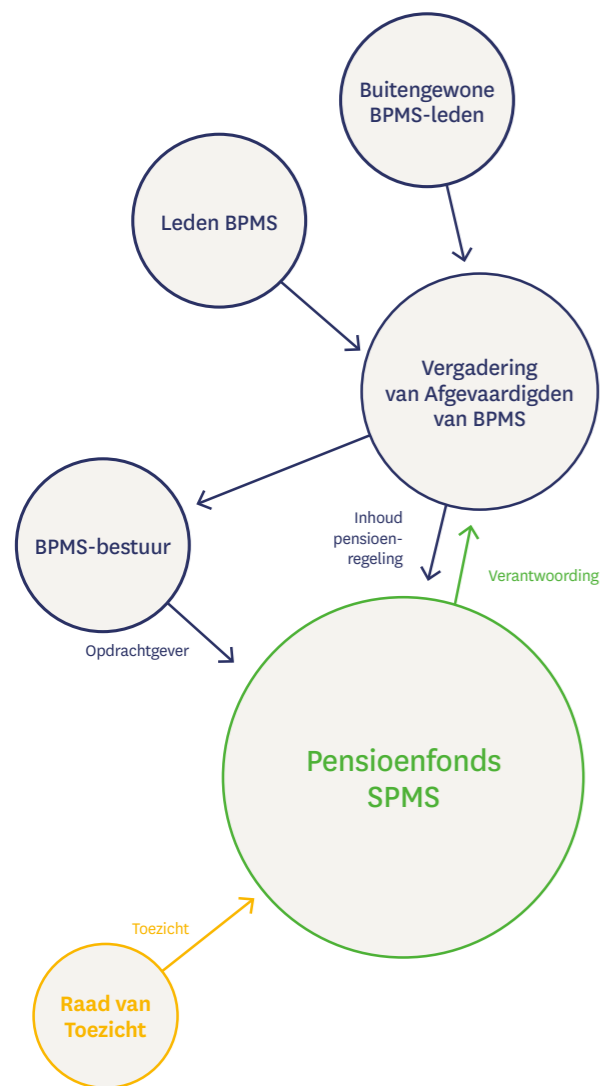 Buitengewone
BPMS-leden
Leden BPMS
Vergadering
van Afgevaardigden
van BPMS
BPMS-bestuur
Inhoud
pensioen-
regeling
Verantwoording
Opdrachtgever
Pensioenfonds
SPMS
Toezicht
Raad van
Toezicht